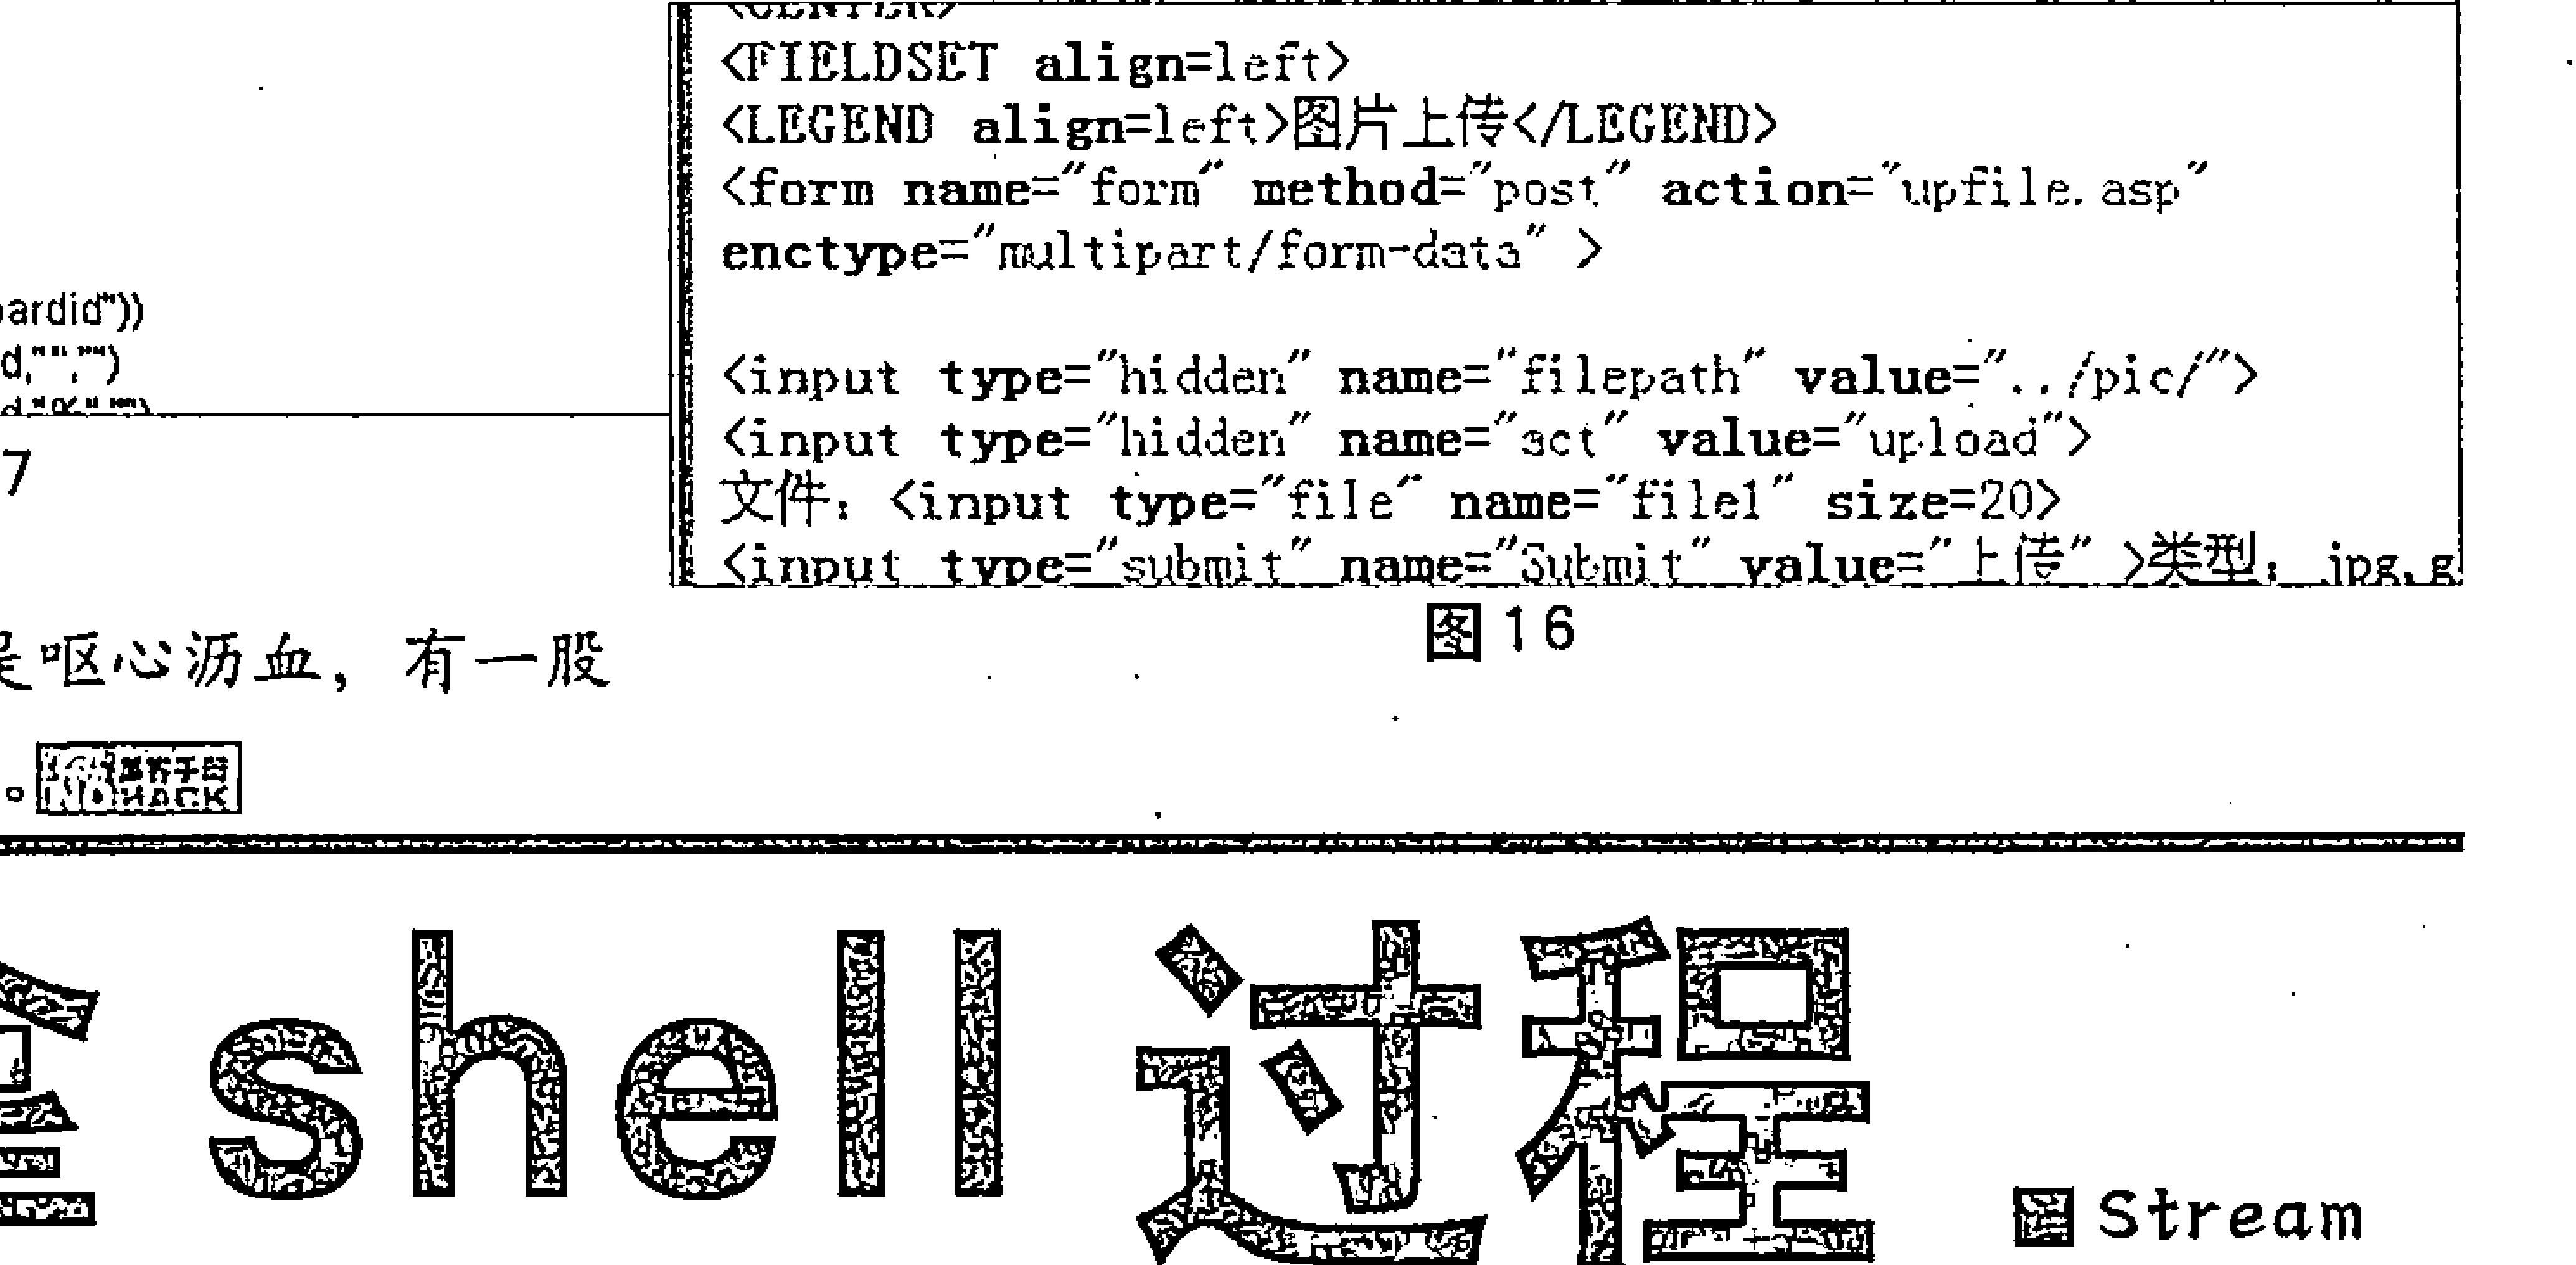 <CENTER>
<FIELDSET align=left>
<LEGEND align=left>图片上传</LEGEND>
<form name="form" method="post" action="upfile.asp"
enctype="multipart/form-data" >
<input type="hidden" name="filepath" value="../pic/">
<input type="hidden" name="act" value="upload">
文件: <input type="file" name="file1" size=20>
<input type="submit" name="Submit" value="上传" >类型: jpg,g
图16
ardid"))
d,"'","")
7
是呕心沥血，有一股
。
HACK
shell 过程
Stream